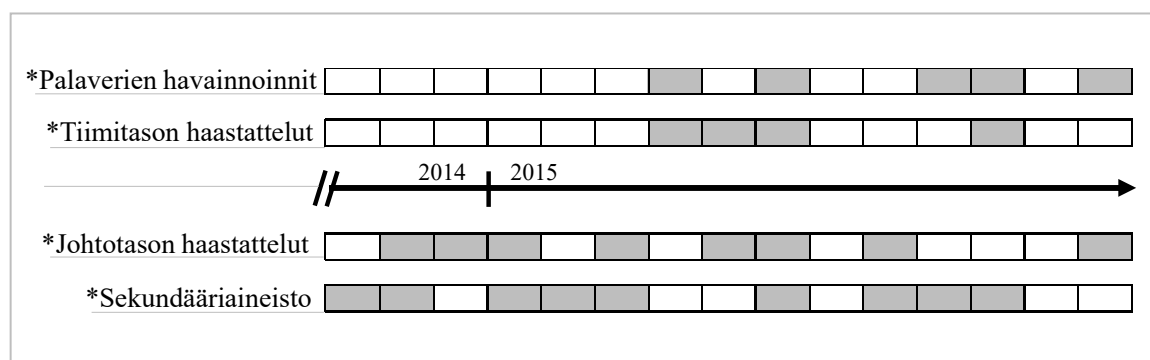 *Palaverien havainnoinnit
*Tiimitason haastattelut
2014 2015
*Johtotason haastattelut
*Sekundääriaineisto